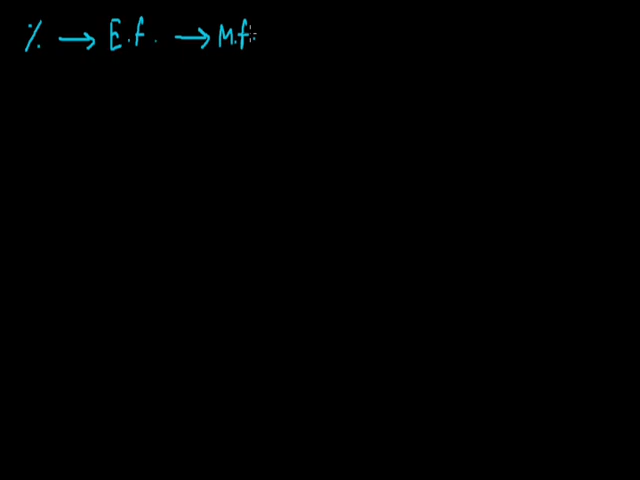 % → E.f. → M.f.